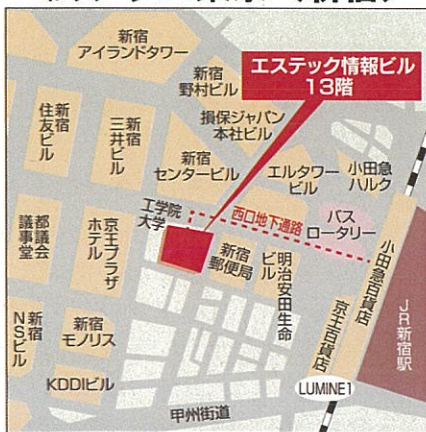 新宿
アイランドタワー
エステック情報ビル
13階
新宿
野村ビル
新宿
住友ビル
新宿
三井ビル
損保ジャパン
本社ビル
新宿
センタービル
エルタワー
ビル
小田急
ハルク
工学院
大学
西口地下通路
バス
ロータリー
都議会
議事堂
京王プラザ
ホテル
新宿
郵便局
明治安田生命
ビル
小田急百貨店
京王百貨店
JR新宿駅
新宿
NSビル
新宿
モノリス
KDDIビル
LUMINE1
甲州街道